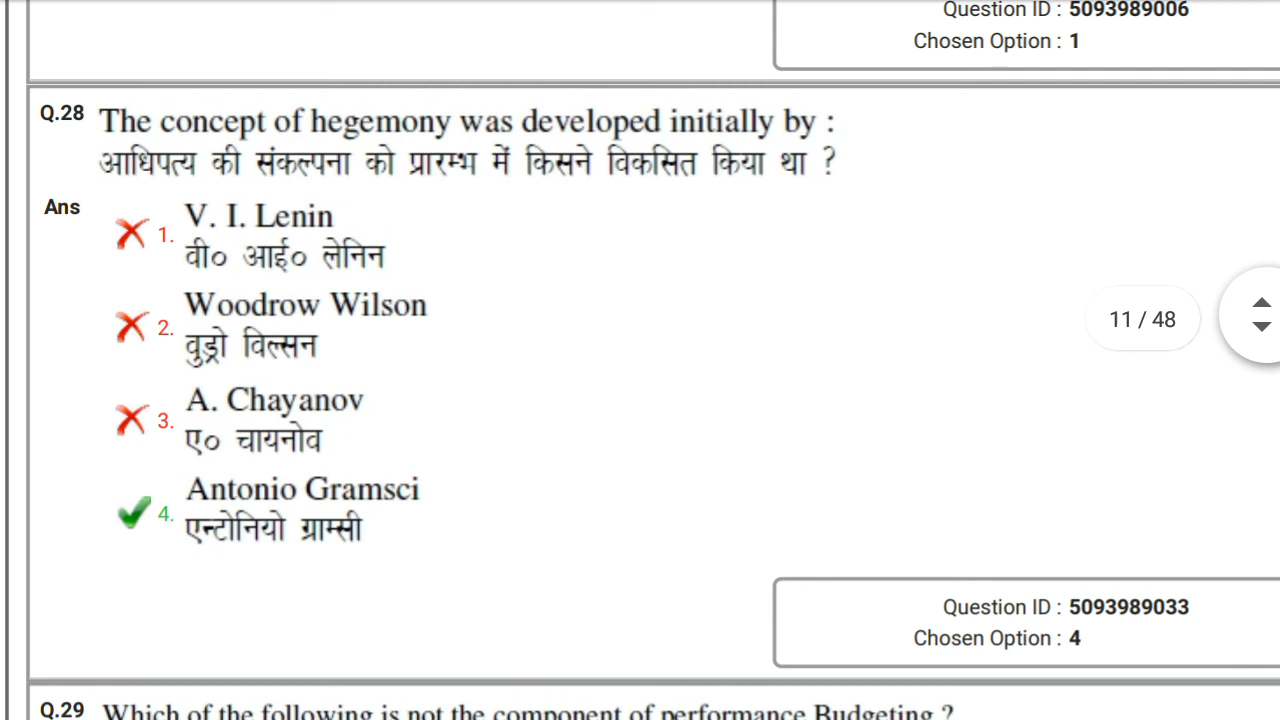 Question ID : 5093989006
Chosen Option : 1
Q.28 The concept of hegemony was developed initially by :
आधिपत्य की संकल्पना को प्रारम्भ में किसने विकसित किया था ?
Ans
1. V. I. Lenin
वी० आई० लेनिन
2. Woodrow Wilson
वुड्रो विल्सन
3. A. Chayanov
ए० चायनोव
4. Antonio Gramsci
एन्टोनियो ग्राम्सी
11 / 48
Question ID : 5093989033
Chosen Option : 4
Q.29 Which of the following is not the component of performance Budgeting ?